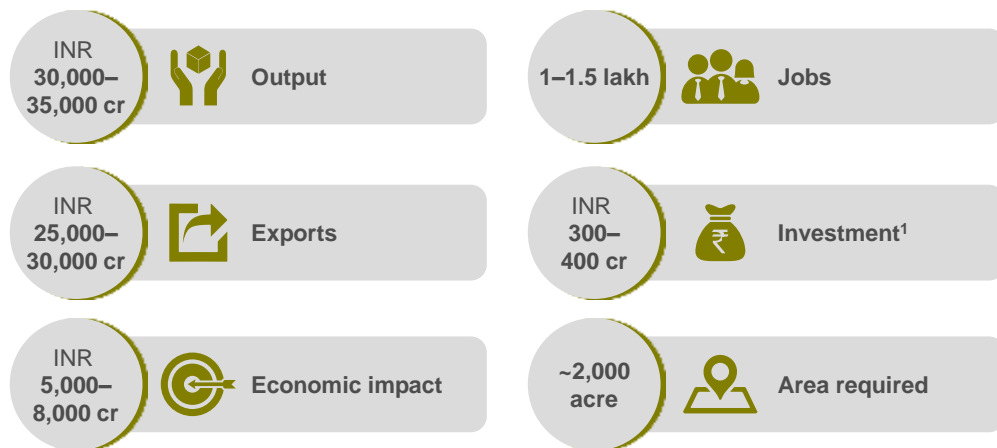 INR
30,000–
35,000 cr
Output
1–1.5 lakh
Jobs
INR
25,000–
30,000 cr
Exports
INR
300–
400 cr
₹
Investment¹
INR
5,000–
8,000 cr
Economic impact
~2,000
acre
Area required